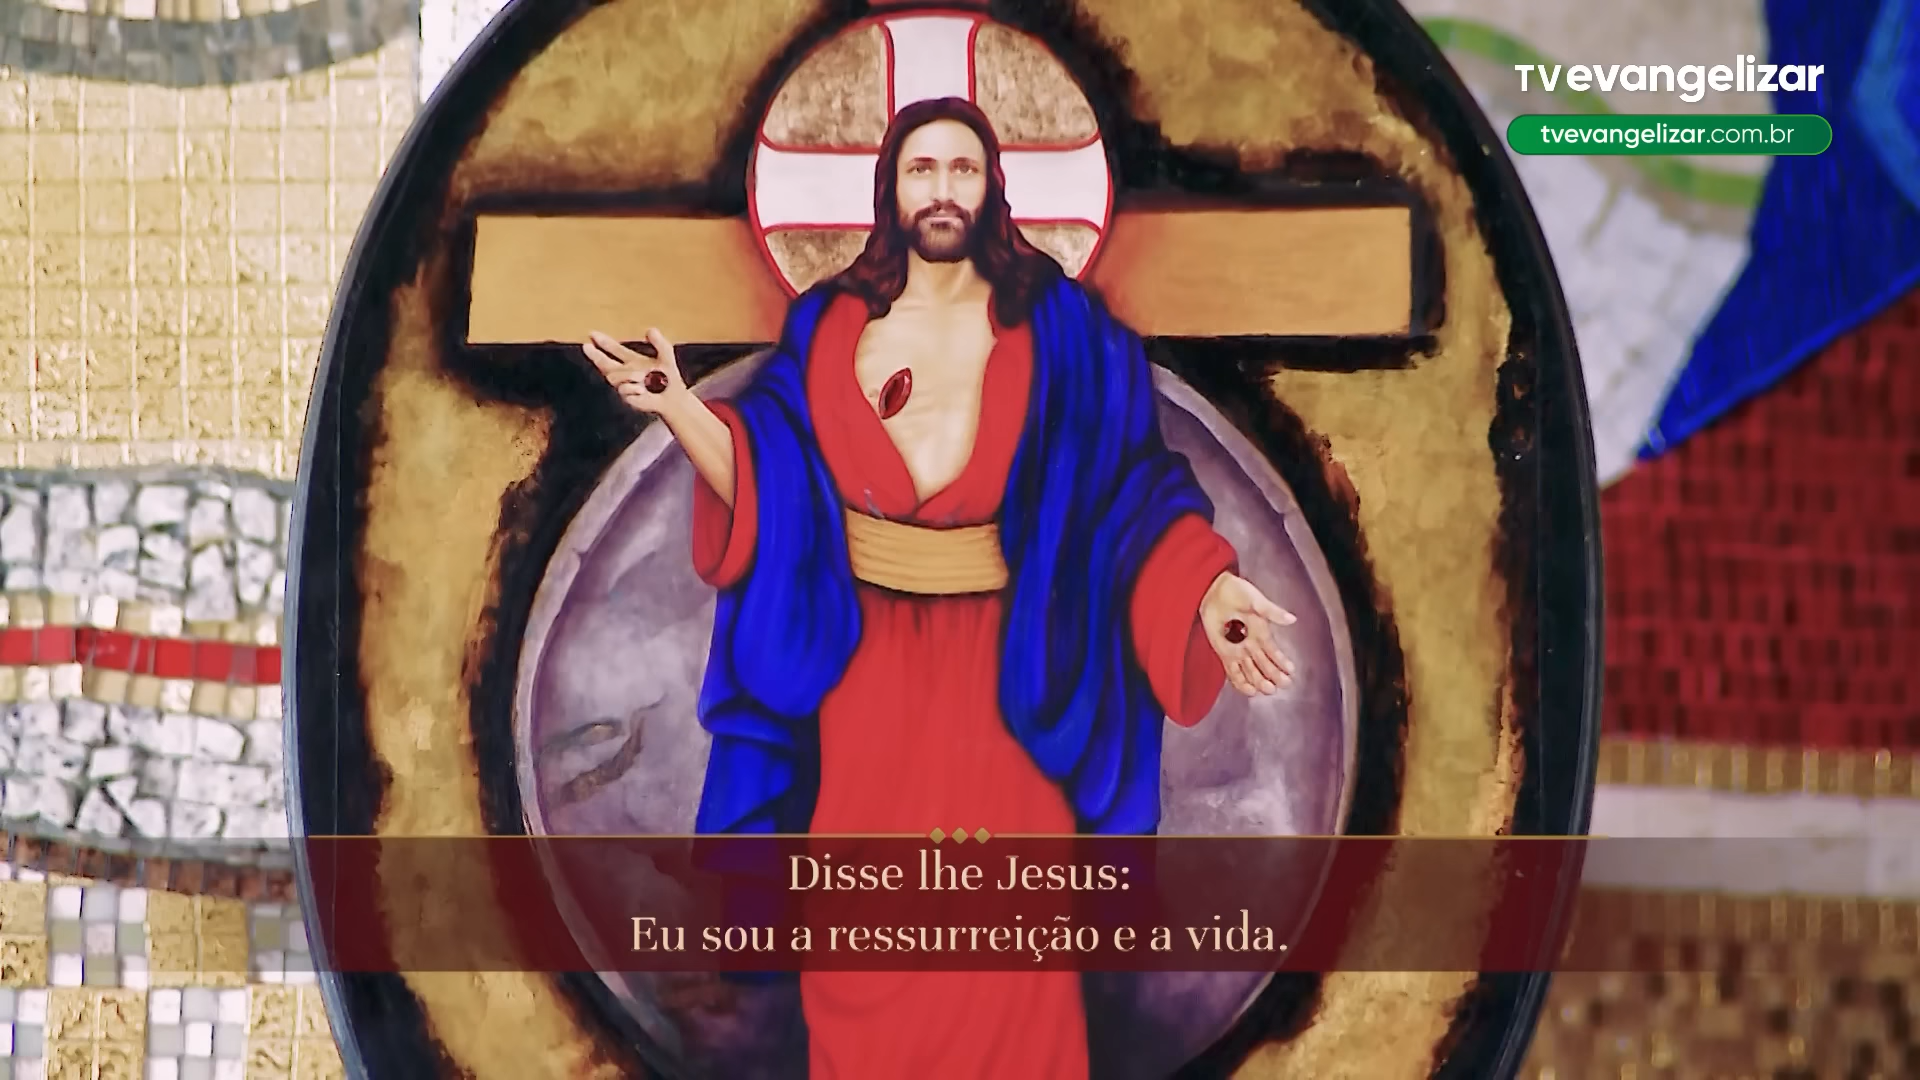 TVevangelizar
tvevangelizar.com.br
Disse lhe Jesus:
Eu sou a ressurreição e a vida.